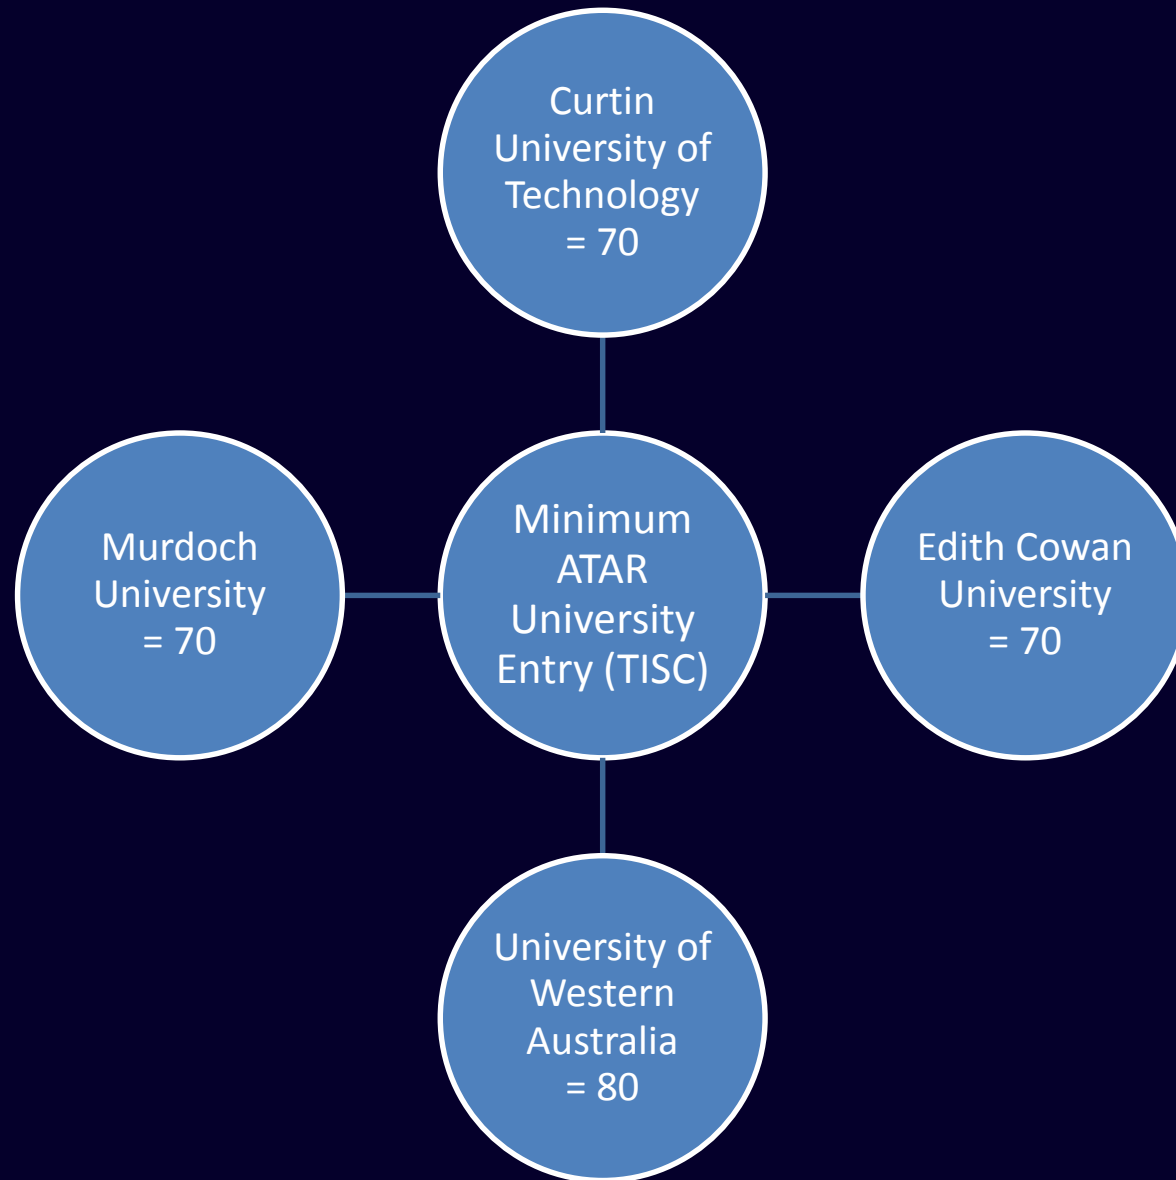 Curtin
University of
Technology
= 70
Murdoch
University
= 70
Minimum
ATAR
University
Entry (TISC)
Edith Cowan
University
= 70
University of
Western
Australia
= 80